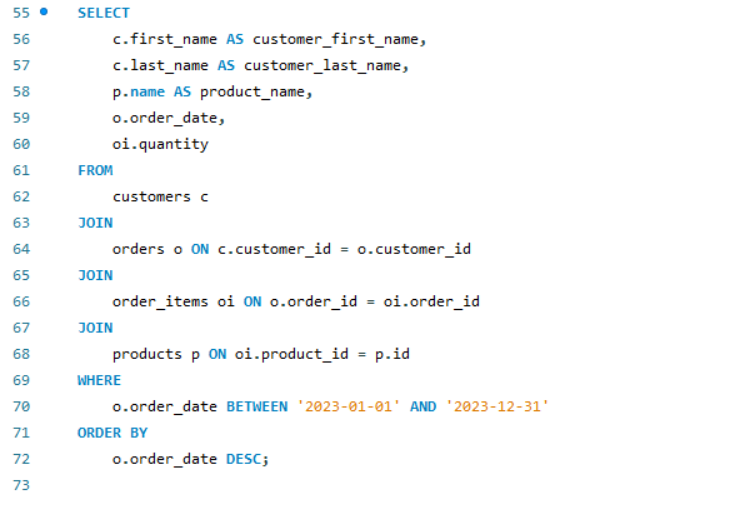 55 SELECT
56 c.first_name AS customer_first_name,
57 c.last_name AS customer_last_name,
58 p.name AS product_name,
59 o.order_date,
60 oi.quantity
61 FROM
62 customers c
63 JOIN
64 orders o ON c.customer_id = o.customer_id
65 JOIN
66 order_items oi ON o.order_id = oi.order_id
67 JOIN
68 products p ON oi.product_id = p.id
69 WHERE
70 o.order_date BETWEEN '2023-01-01' AND '2023-12-31'
71 ORDER BY
72 o.order_date DESC;
73